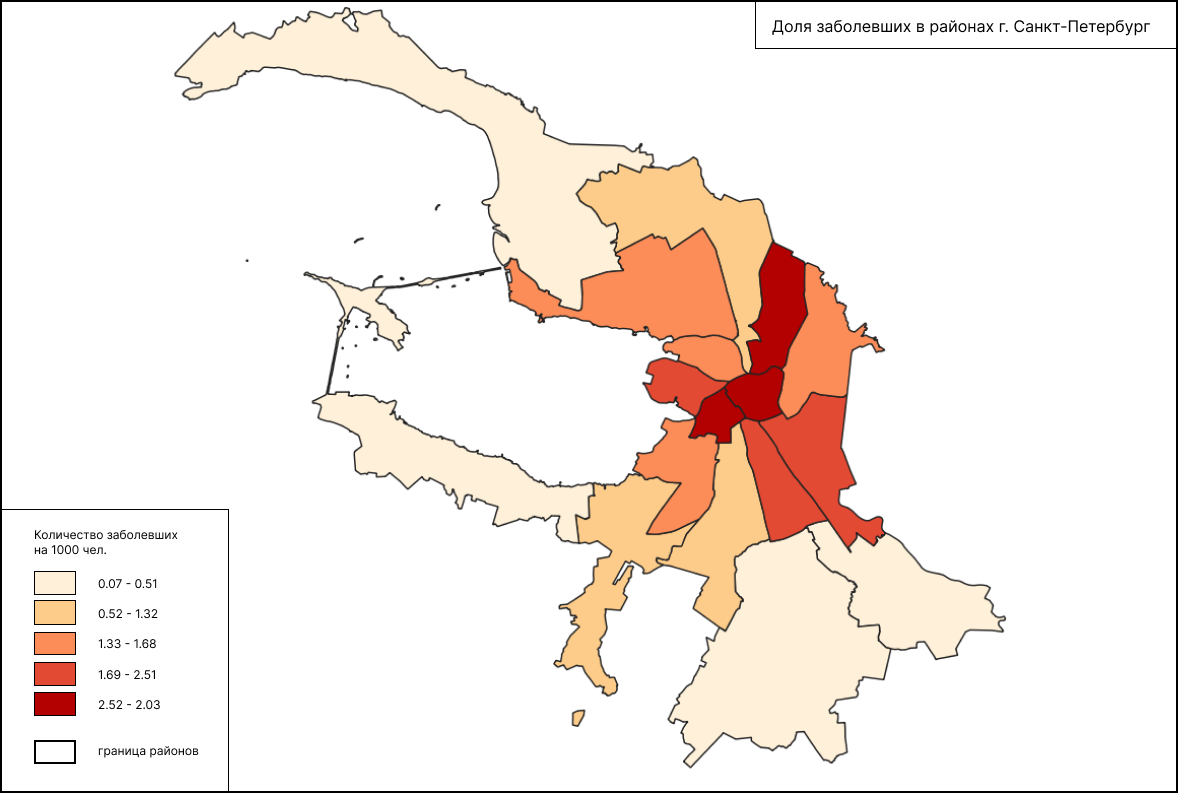 Доля заболевших в районах г. Санкт-Петербург
Количество заболевших
на 1000 чел.
0.07 - 0.51
0.52 - 1.32
1.33 - 1.68
1.69 - 2.51
2.52 - 2.03
граница районов